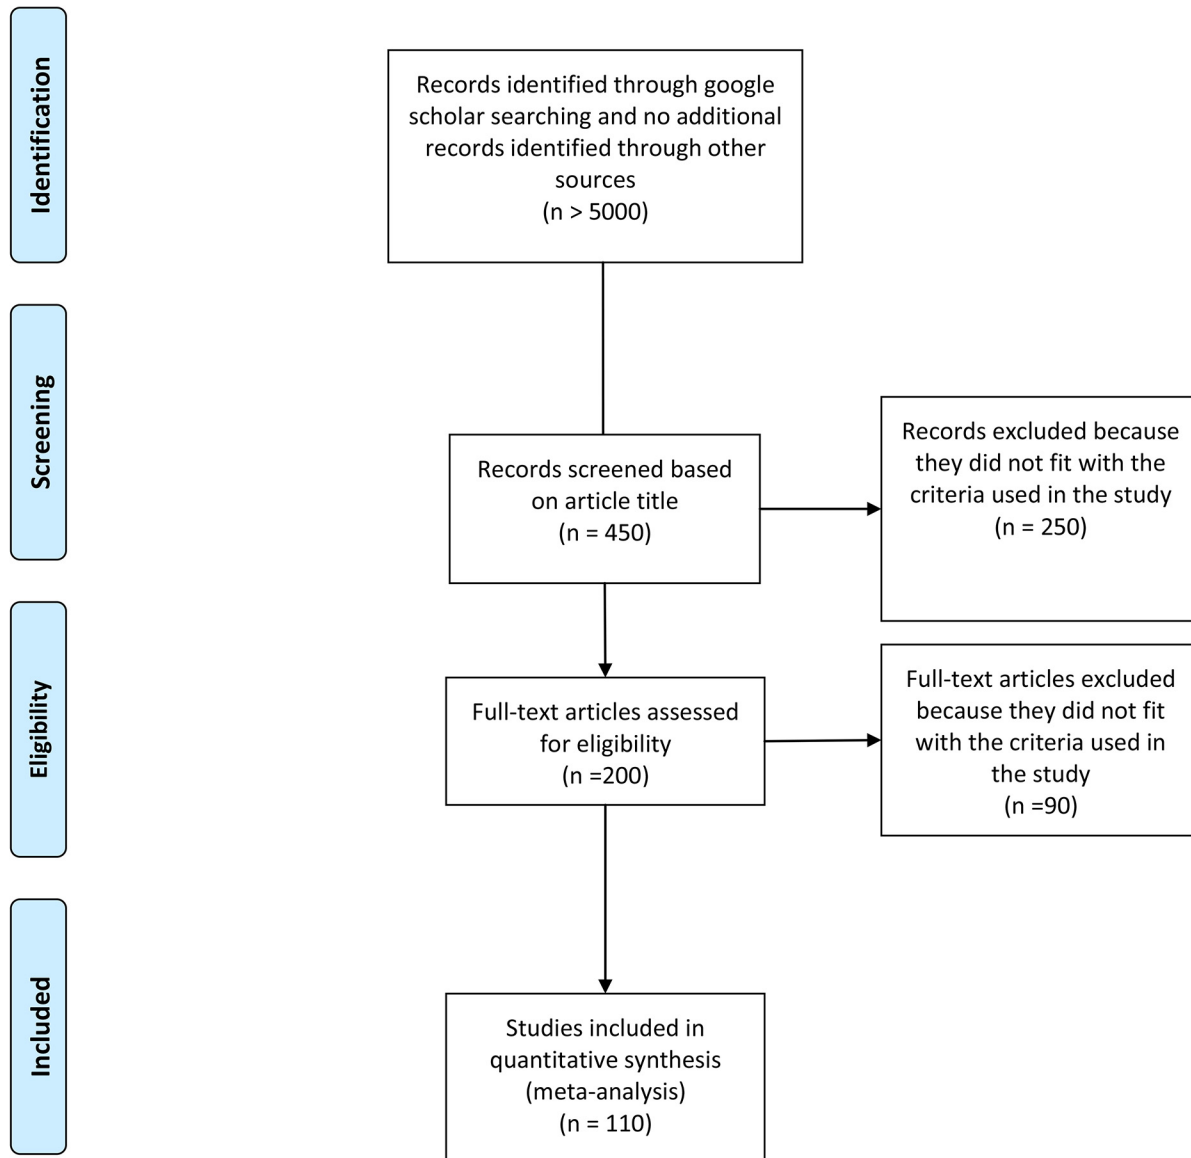 Identification
Records identified through google
scholar searching and no additional
records identified through other
sources
(n > 5000)
Screening
Records screened based
on article title
(n = 450)
Records excluded because
they did not fit with the
criteria used in the study
(n = 250)
Eligibility
Full-text articles assessed
for eligibility
(n =200)
Full-text articles excluded
because they did not fit
with the criteria used in
the study
(n =90)
Included
Studies included in
quantitative synthesis
(meta-analysis)
(n = 110)